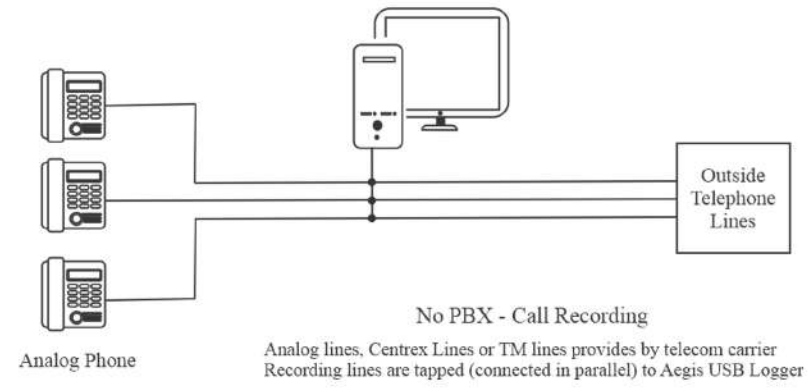 Outside
Telephone
Lines
No PBX - Call Recording
Analog Phone
Analog lines, Centrex Lines or TM lines provides by telecom carrier
Recording lines are tapped (connected in parallel) to Aegis USB Logger